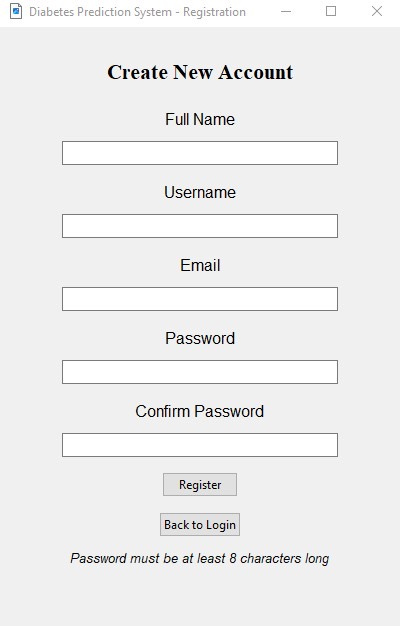 Diabetes Prediction System - Registration
Create New Account
Full Name
Username
Email
Password
Confirm Password
Register
Back to Login
Password must be at least 8 characters long